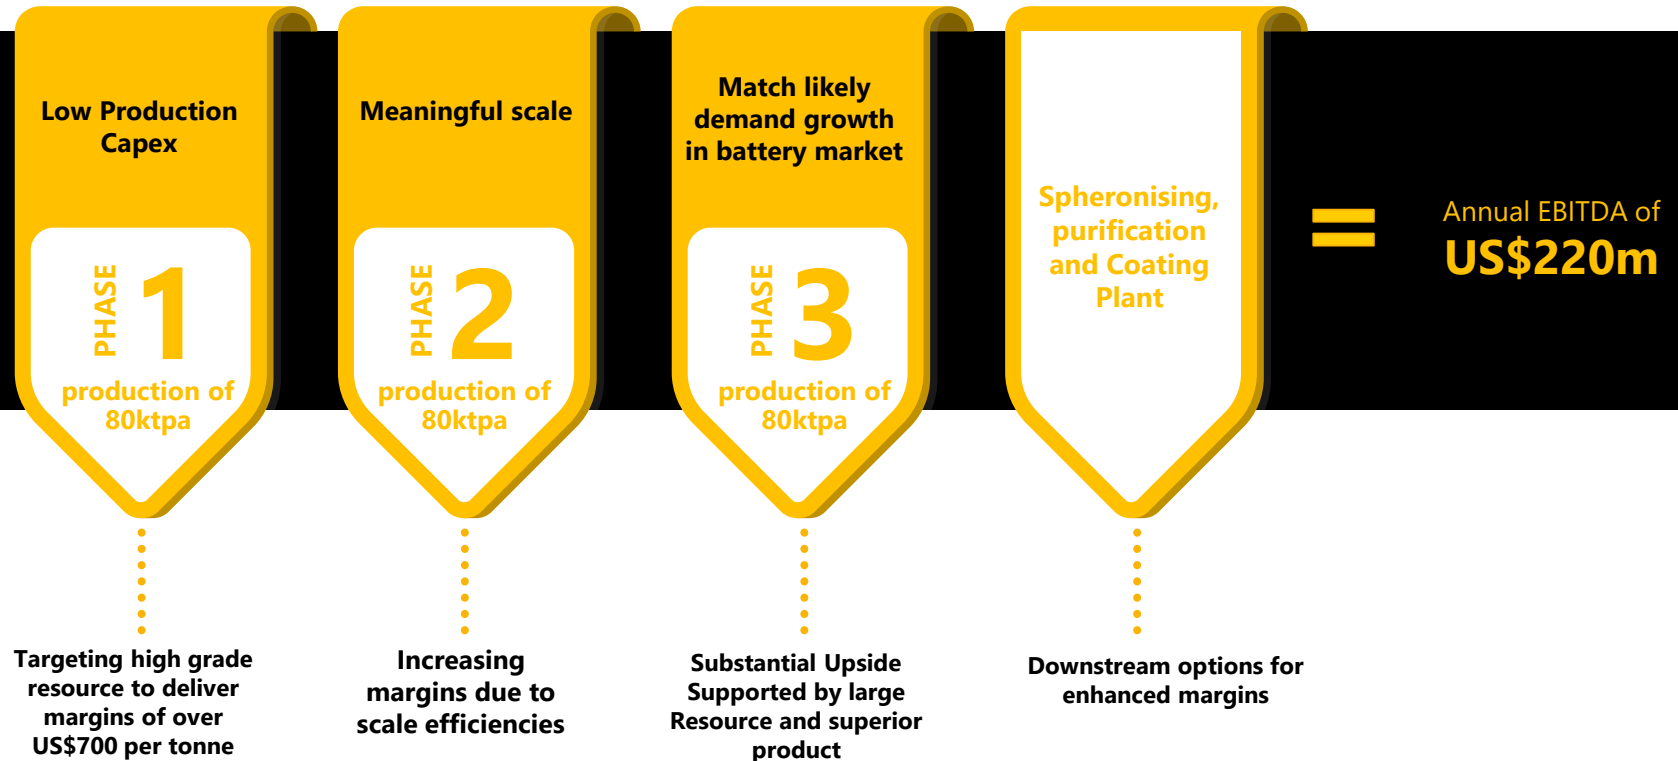 Low Production
Capex
PHASE 1
production of
80ktpa
Targeting high grade
resource to deliver
margins of over
US$700 per tonne
Meaningful scale
PHASE 2
production of
80ktpa
Increasing
margins due to
scale efficiencies
Match likely
demand growth
in battery market
PHASE 3
production of
80ktpa
Substantial Upside
Supported by large
Resource and superior
product
Spheronising,
purification
and Coating
Plant
Downstream options for
enhanced margins
=
Annual EBITDA of
US$220m